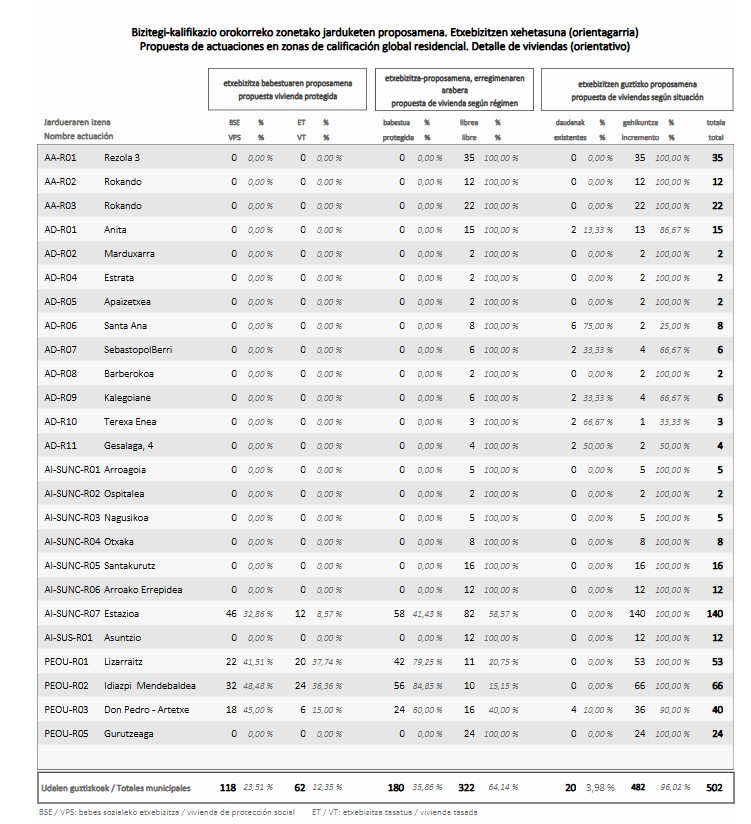 Bizitegi-kalifikazio orokorreko zonetako jarduketen proposamena. Etxebizitzen xehetasuna (orientagarria)
Propuesta de actuaciones en zonas de calificación global residencial. Detalle de viviendas (orientativo)
etxebizitza babestuaren proposamena
propuesta vivienda protegida
etxebizitza-proposamena, erregimenaren arabera
propuesta de vivienda según régimen
etxebizitzen guztizko proposamena
propuesta de viviendas según situación
Jardueraren izena BSE % ET % babestua % librea % daudenak % gehikuntza % totala
Nombre actuación VPS % VT % protegida % libre % existentes % incremento % total
AA-R01 Rezola 3 0 0,00 % 0 0,00 % 0 0,00 % 35 100,00 % 0 0,00 % 35 100,00 % 35
AA-R02 Rokando 0 0,00 % 0 0,00 % 0 0,00 % 12 100,00 % 0 0,00 % 12 100,00 % 12
AA-R03 Rokando 0 0,00 % 0 0,00 % 0 0,00 % 22 100,00 % 0 0,00 % 22 100,00 % 22
AD-R01 Anita 0 0,00 % 0 0,00 % 0 0,00 % 15 100,00 % 2 13,33 % 13 86,67 % 15
AD-R02 Marduxarra 0 0,00 % 0 0,00 % 0 0,00 % 2 100,00 % 0 0,00 % 2 100,00 % 2
AD-R04 Estrata 0 0,00 % 0 0,00 % 0 0,00 % 2 100,00 % 0 0,00 % 2 100,00 % 2
AD-R05 Apaizetxea 0 0,00 % 0 0,00 % 0 0,00 % 2 100,00 % 0 0,00 % 2 100,00 % 2
AD-R06 Santa Ana 0 0,00 % 0 0,00 % 0 0,00 % 8 100,00 % 6 75,00 % 2 25,00 % 8
AD-R07 SebastopolBerri 0 0,00 % 0 0,00 % 0 0,00 % 6 100,00 % 2 33,33 % 4 66,67 % 6
AD-R08 Barberokoa 0 0,00 % 0 0,00 % 0 0,00 % 2 100,00 % 0 0,00 % 2 100,00 % 2
AD-R09 Kalegoiane 0 0,00 % 0 0,00 % 0 0,00 % 6 100,00 % 2 33,33 % 4 66,67 % 6
AD-R10 Terexa Enea 0 0,00 % 0 0,00 % 0 0,00 % 3 100,00 % 2 66,67 % 1 33,33 % 3
AD-R11 Gesalaga, 4 0 0,00 % 0 0,00 % 0 0,00 % 4 100,00 % 2 50,00 % 2 50,00 % 4
AI-SUNC-R01 Arroagoia 0 0,00 % 0 0,00 % 0 0,00 % 5 100,00 % 0 0,00 % 5 100,00 % 5
AI-SUNC-R02 Ospitalea 0 0,00 % 0 0,00 % 0 0,00 % 2 100,00 % 0 0,00 % 2 100,00 % 2
AI-SUNC-R03 Nagusikoa 0 0,00 % 0 0,00 % 0 0,00 % 5 100,00 % 0 0,00 % 5 100,00 % 5
AI-SUNC-R04 Otxaka 0 0,00 % 0 0,00 % 0 0,00 % 8 100,00 % 0 0,00 % 8 100,00 % 8
AI-SUNC-R05 Santakurutz 0 0,00 % 0 0,00 % 0 0,00 % 16 100,00 % 0 0,00 % 16 100,00 % 16
AI-SUNC-R06 Arroako Errepidea 0 0,00 % 0 0,00 % 0 0,00 % 12 100,00 % 0 0,00 % 12 100,00 % 12
AI-SUNC-R07 Estazioa 46 32,86 % 12 8,57 % 58 41,43 % 82 58,57 % 0 0,00 % 140 100,00 % 140
AI-SUS-R01 Asuntzio 0 0,00 % 0 0,00 % 0 0,00 % 12 100,00 % 0 0,00 % 12 100,00 % 12
PEOU-R01 Lizarraitz 22 41,51 % 20 37,74 % 42 79,25 % 11 20,75 % 0 0,00 % 53 100,00 % 53
PEOU-R02 Idiazpi Mendebaldea 32 48,48 % 24 36,36 % 56 84,85 % 10 15,15 % 0 0,00 % 66 100,00 % 66
PEOU-R03 Don Pedro - Artetxe 18 45,00 % 6 15,00 % 24 60,00 % 16 40,00 % 4 10,00 % 36 90,00 % 40
PEOU-R05 Gurutzeaga 0 0,00 % 0 0,00 % 0 0,00 % 24 100,00 % 0 0,00 % 24 100,00 % 24
Udalen guztizkoak / Totales municipales 118 23,51 % 62 12,35 % 180 35,86 % 322 64,14 % 20 3,98 % 482 96,02 % 502
BSE / VPS: babes sozialeko etxebizitza / vivienda de protección social ET / VT: etxebizitza tasatua / vivienda tasada